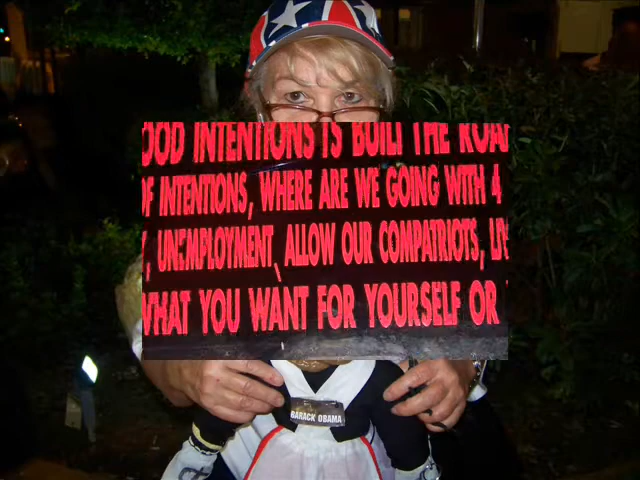 OOD INTENTIONS IS BUILT THE ROA
OF INTENTIONS, WHERE ARE WE GOING WITH 4
, UNEMPLOYMENT, ALLOW OUR COMPATRIOTS, LI
WHAT YOU WANT FOR YOURSELF OR
BARACK OBAMA